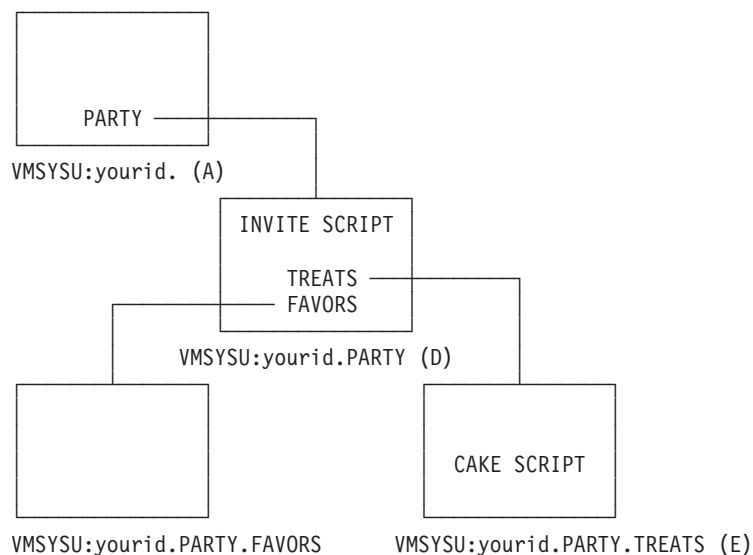 PARTY
VMSYSU:yourid. (A)
INVITE SCRIPT
TREATS
FAVORS
VMSYSU:yourid.PARTY (D)
CAKE SCRIPT
VMSYSU:yourid.PARTY.FAVORS VMSYSU:yourid.PARTY.TREATS (E)